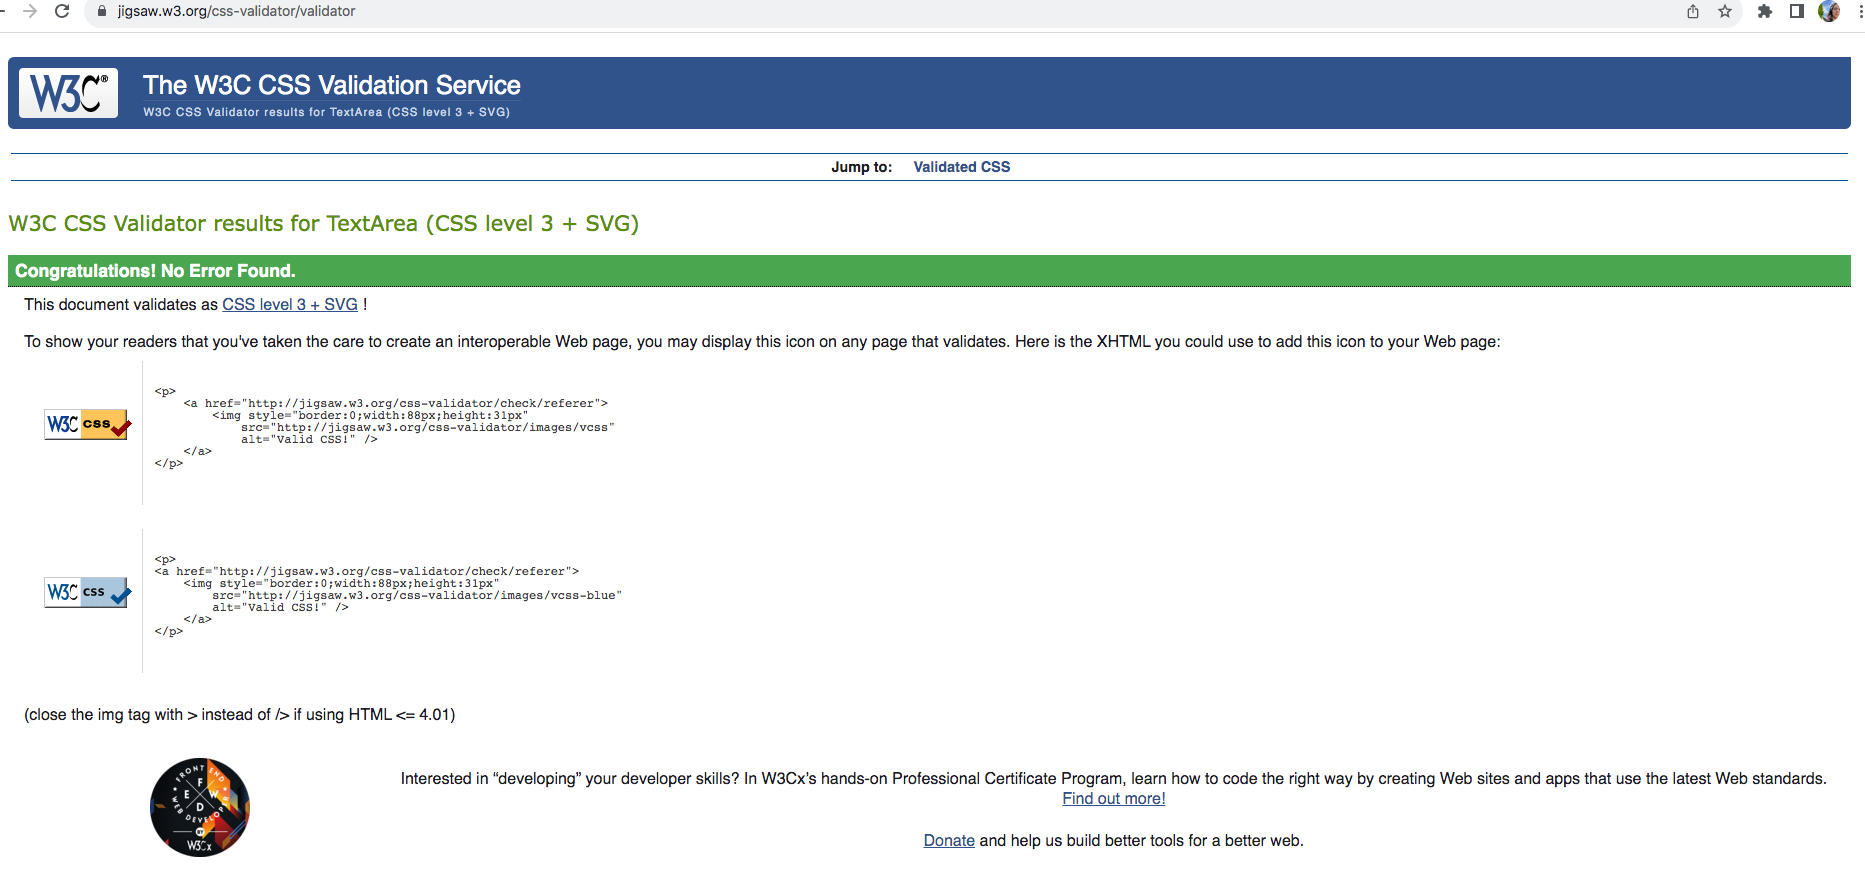 jigsaw.w3.org/css-validator/validator
W3C®
The W3C CSS Validation Service
W3C CSS Validator results for TextArea (CSS level 3 + SVG)
Jump to: Validated CSS
W3C CSS Validator results for TextArea (CSS level 3 + SVG)
Congratulations! No Error Found.
This document validates as CSS level 3 + SVG !
To show your readers that you've taken the care to create an interoperable Web page, you may display this icon on any page that validates. Here is the XHTML you could use to add this icon to your Web page:
W3C css
<p>
    <a href="http://jigsaw.w3.org/css-validator/check/referer">
        <img style="border:0;width:88px;height:31px"
            src="http://jigsaw.w3.org/css-validator/images/vcss"
            alt="Valid CSS!" />
    </a>
</p>
W3C css
<p>
<a href="http://jigsaw.w3.org/css-validator/check/referer">
    <img style="border:0;width:88px;height:31px"
        src="http://jigsaw.w3.org/css-validator/images/vcss-blue"
        alt="Valid CSS!" />
    </a>
</p>
(close the img tag with > instead of /> if using HTML <= 4.01)
FRONT END
F E W D
WEB DEVELOP
BY
W3Cx
Interested in “developing” your developer skills? In W3Cx’s hands-on Professional Certificate Program, learn how to code the right way by creating Web sites and apps that use the latest Web standards.
Find out more!
Donate and help us build better tools for a better web.